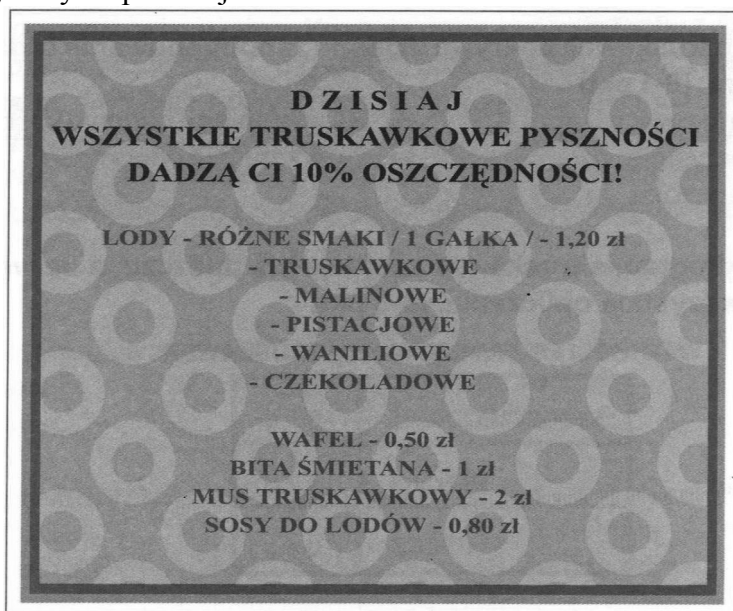 D Z I S I A J
WSZYSTKIE TRUSKAWKOWE PYSZNOŚCI
DADZĄ CI 10% OSZCZĘDNOŚCI!
LODY - RÓŻNE SMAKI / 1 GAŁKA / - 1,20 zł
- TRUSKAWKOWE
- MALINOWE
- PISTACJOWE
- WANILIOWE
- CZEKOLADOWE
WAFEL - 0,50 zł
BITA ŚMIETANA - 1 zł
MUS TRUSKAWKOWY - 2 zł
SOSY DO LODÓW - 0,80 zł